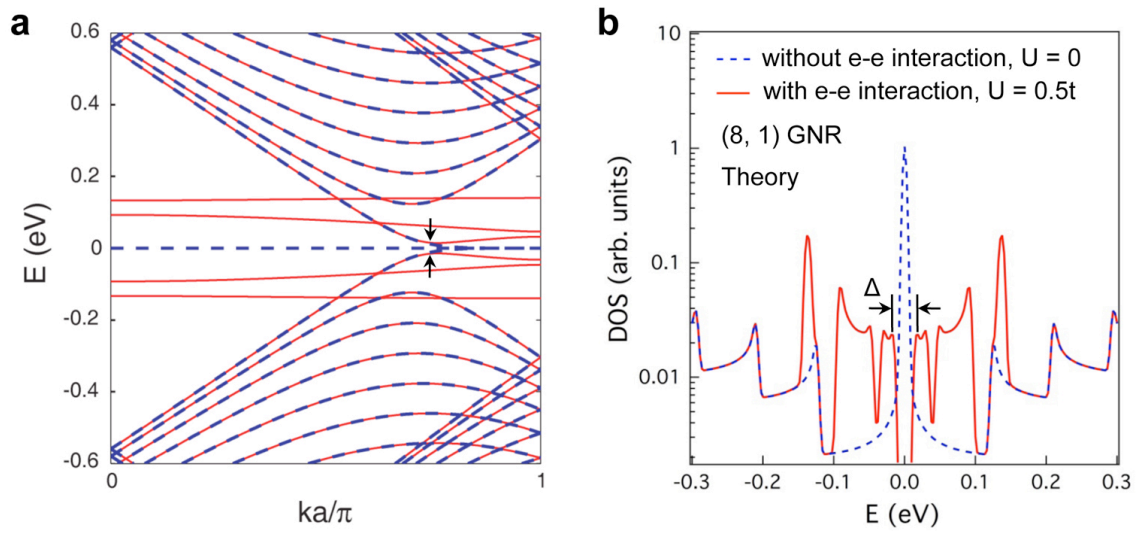 a
0.6
0.4
0.2
0
-0.2
-0.4
-0.6
E (eV)
0
1
ka/π
b
10
1
0.1
0.01
DOS (arb. units)
without e-e interaction, U = 0
with e-e interaction, U = 0.5t
(8, 1) GNR
Theory
Δ
-0.3
-0.2
-0.1
0.0
0.1
0.2
0.3
E (eV)